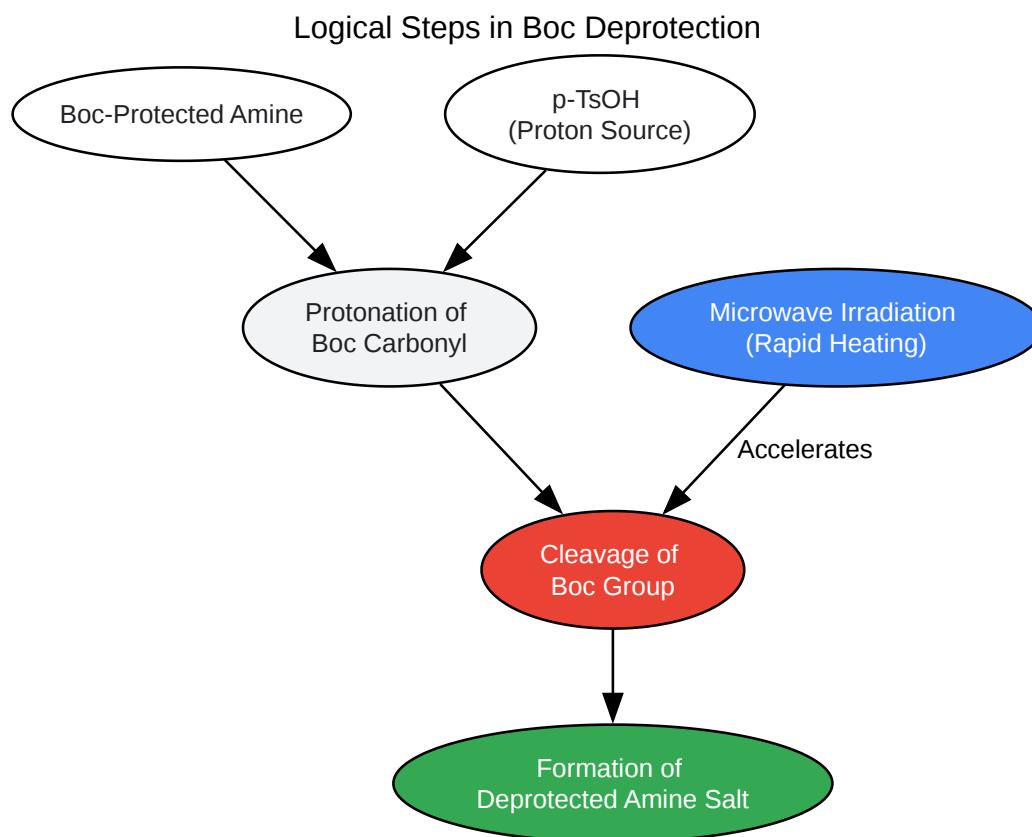 Logical Steps in Boc Deprotection
Boc-Protected Amine
p-TsOH
(Proton Source)
Protonation of
Boc Carbonyl
Microwave Irradiation
(Rapid Heating)
Accelerates
Cleavage of
Boc Group
Formation of
Deprotected Amine Salt